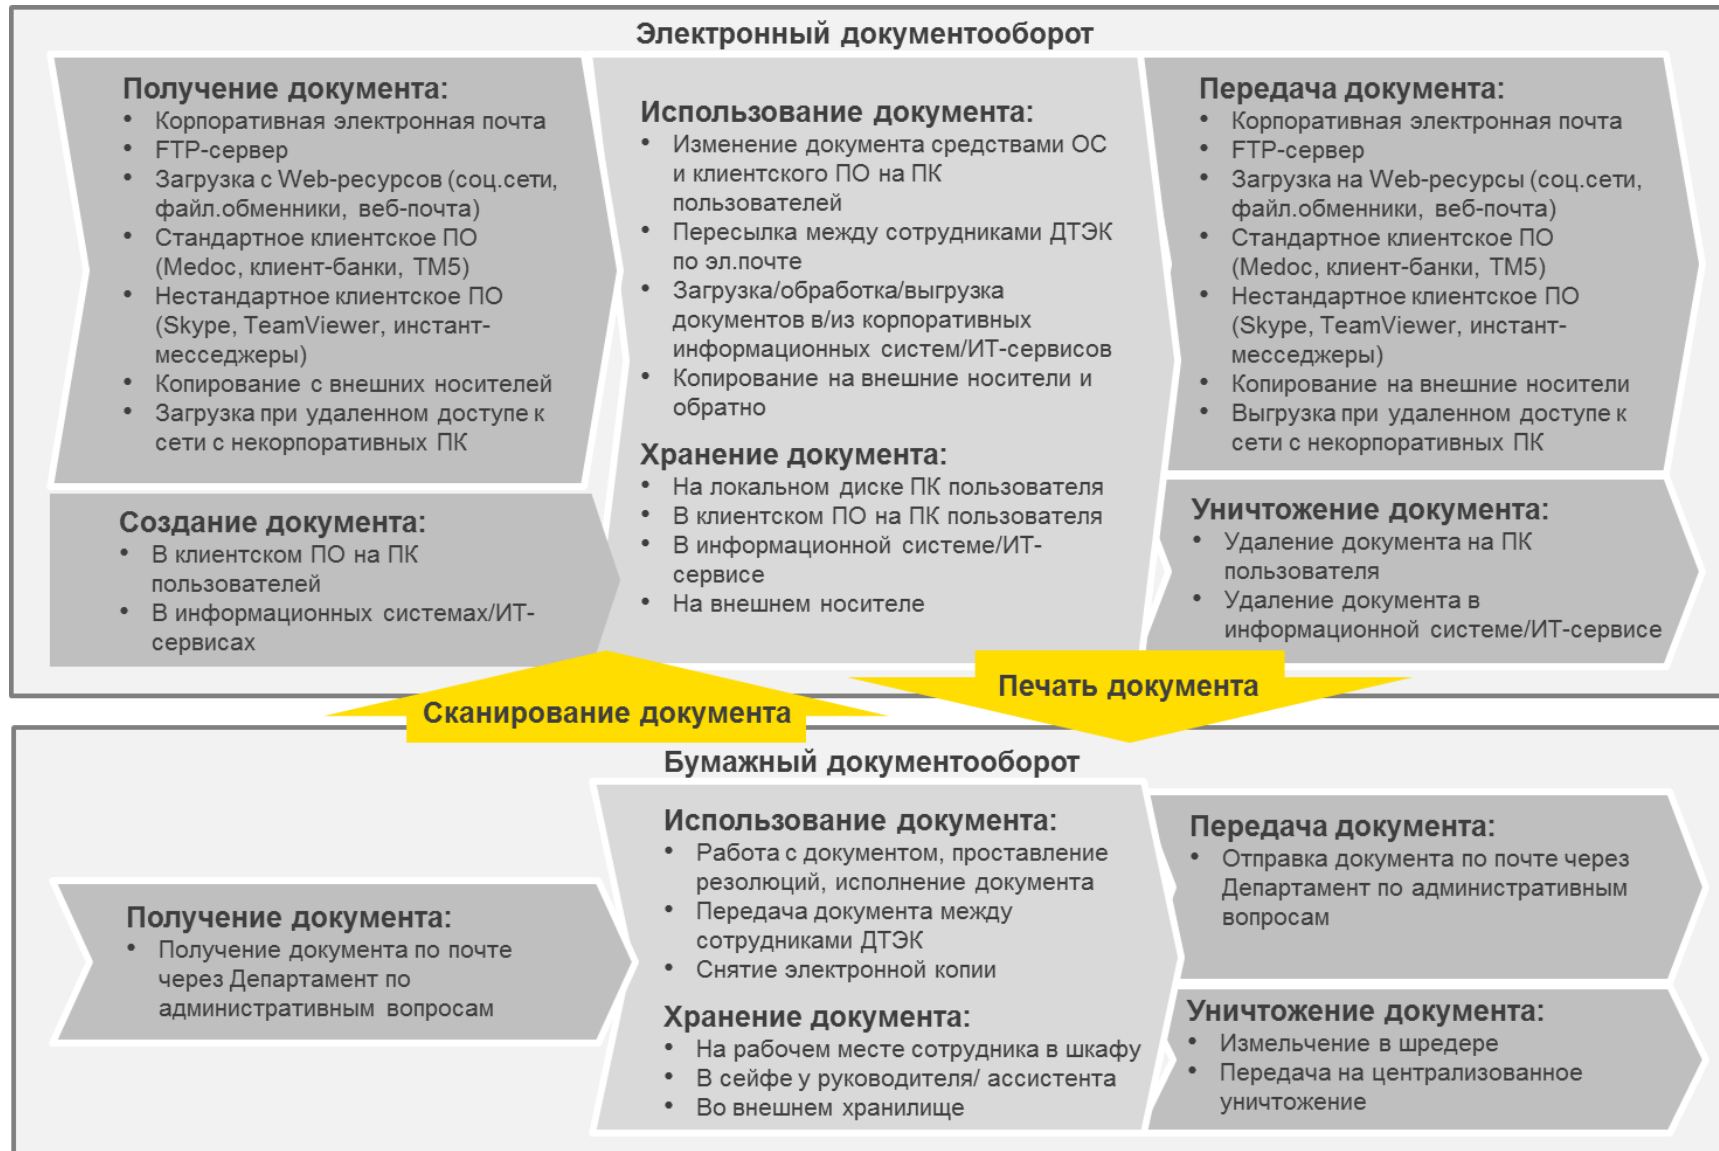 Электронный документооборот
Получение документа:
• Корпоративная электронная почта
• FTP-сервер
• Загрузка с Web-ресурсов (соц.сети,
файл.обменники, веб-почта)
• Стандартное клиентское ПО
(Medoc, клиент-банки, TM5)
• Нестандартное клиентское ПО
(Skype, TeamViewer, инстант-
месседжеры)
• Копирование с внешних носителей
• Загрузка при удаленном доступе к
сети с некорпоративных ПК
Создание документа:
• В клиентском ПО на ПК
пользователей
• В информационных системах/ИТ-
сервисах
Использование документа:
• Изменение документа средствами ОС
и клиентского ПО на ПК
пользователей
• Пересылка между сотрудниками ДТЭК
по эл.почте
• Загрузка/обработка/выгрузка
документов в/из корпоративных
информационных систем/ИТ-сервисов
• Копирование на внешние носители и
обратно
Хранение документа:
• На локальном диске ПК пользователя
• В клиентском ПО на ПК пользователя
• В информационной системе/ИТ-
сервисе
• На внешнем носителе
Передача документа:
• Корпоративная электронная почта
• FTP-сервер
• Загрузка на Web-ресурсы (соц.сети,
файл.обменники, веб-почта)
• Стандартное клиентское ПО
(Medoc, клиент-банки, TM5)
• Нестандартное клиентское ПО
(Skype, TeamViewer, инстант-
месседжеры)
• Копирование на внешние носители
• Выгрузка при удаленном доступе к
сети с некорпоративных ПК
Уничтожение документа:
• Удаление документа на ПК
пользователя
• Удаление документа в
информационной системе/ИТ-сервисе
Сканирование документа
Печать документа
Бумажный документооборот
Получение документа:
• Получение документа по почте
через Департамент по
административным вопросам
Использование документа:
• Работа с документом, проставление
резолюций, исполнение документа
• Передача документа между
сотрудниками ДТЭК
• Снятие электронной копии
Хранение документа:
• На рабочем месте сотрудника в шкафу
• В сейфе у руководителя/ ассистента
• Во внешнем хранилище
Передача документа:
• Отправка документа по почте через
Департамент по административным
вопросам
Уничтожение документа:
• Измельчение в шредере
• Передача на централизованное
уничтожение